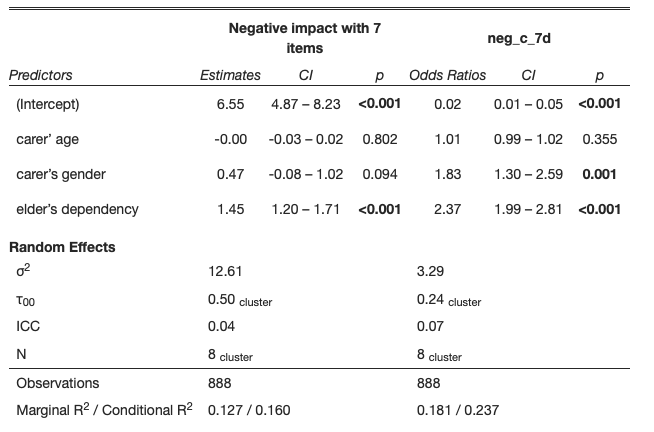 Negative impact with 7 items neg_c_7d
Predictors Estimates CI p Odds Ratios CI p
(Intercept) 6.55 4.87 – 8.23 <0.001 0.02 0.01 – 0.05 <0.001
carer' age -0.00 -0.03 – 0.02 0.802 1.01 0.99 – 1.02 0.355
carer's gender 0.47 -0.08 – 1.02 0.094 1.83 1.30 – 2.59 0.001
elder's dependency 1.45 1.20 – 1.71 <0.001 2.37 1.99 – 2.81 <0.001
Random Effects
σ² 12.61 3.29
τ₀₀ 0.50 cluster 0.24 cluster
ICC 0.04 0.07
N 8 cluster 8 cluster
Observations 888 888
Marginal R² / Conditional R² 0.127 / 0.160 0.181 / 0.237